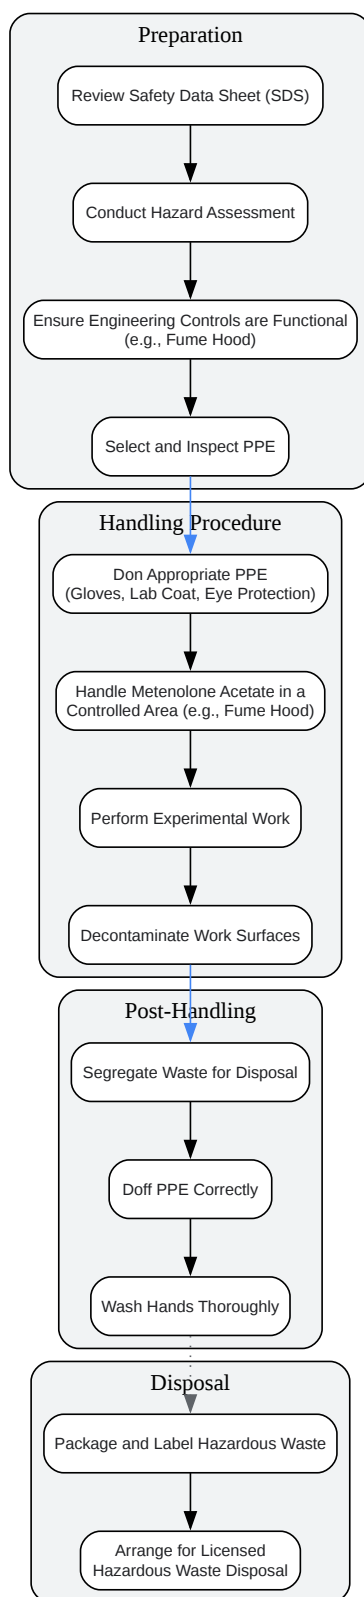 Preparation
Review Safety Data Sheet (SDS)
Conduct Hazard Assessment
Ensure Engineering Controls are Functional
(e.g., Fume Hood)
Select and Inspect PPE
Handling Procedure
Don Appropriate PPE
(Gloves, Lab Coat, Eye Protection)
Handle Metenolone Acetate in a
Controlled Area (e.g., Fume Hood)
Perform Experimental Work
Decontaminate Work Surfaces
Post-Handling
Segregate Waste for Disposal
Doff PPE Correctly
Wash Hands Thoroughly
Disposal
Package and Label Hazardous Waste
Arrange for Licensed
Hazardous Waste Disposal